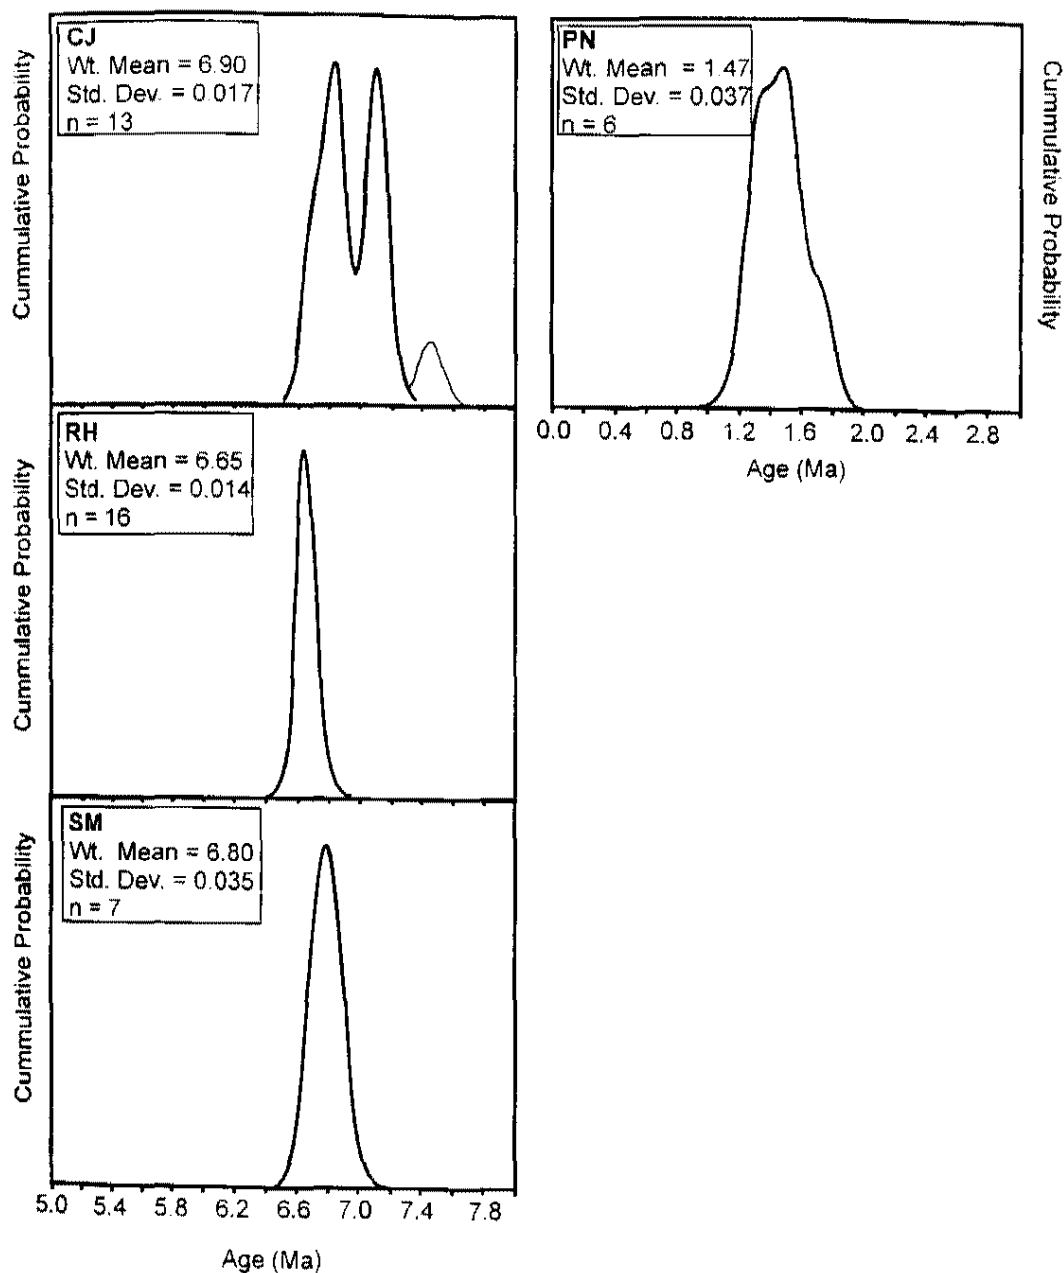 CJ
Wt. Mean = 6.90
Std. Dev. = 0.017
n = 13
Cummulative Probability
PN
Wt. Mean = 1.47
Std. Dev. = 0.037
n = 6
Cummulative Probability
0.0 0.4 0.8 1.2 1.6 2.0 2.4 2.8
Age (Ma)
RH
Wt. Mean = 6.65
Std. Dev. = 0.014
n = 16
Cummulative Probability
SM
Wt. Mean = 6.80
Std. Dev. = 0.035
n = 7
Cummulative Probability
5.0 5.4 5.8 6.2 6.6 7.0 7.4 7.8
Age (Ma)